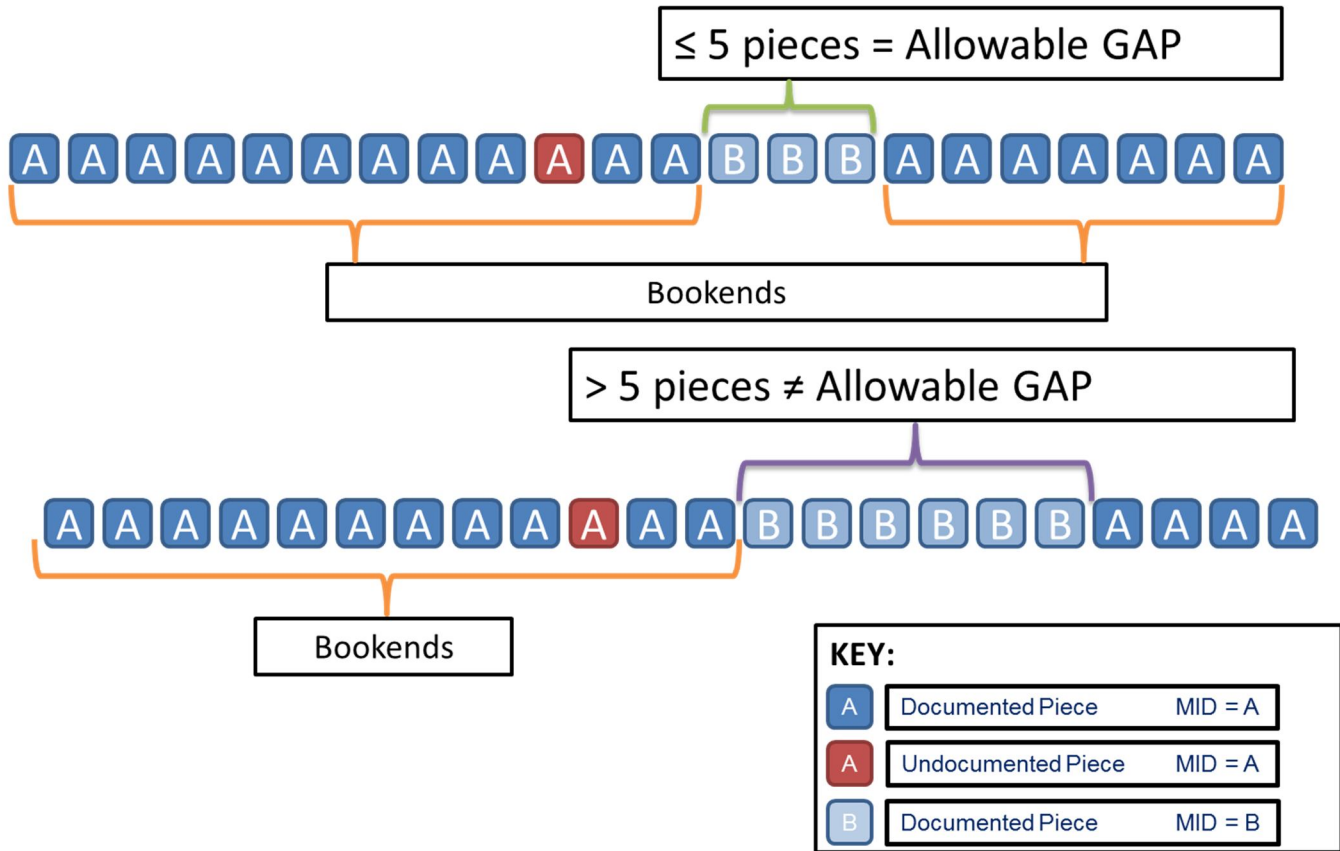 ≤ 5 pieces = Allowable GAP
A A A A A A A A A A A A B B B A A A A A A A
Bookends
> 5 pieces ≠ Allowable GAP
A A A A A A A A A A A A B B B B B B A A A A
Bookends
KEY:
A Documented Piece MID = A
A Undocumented Piece MID = A
B Documented Piece MID = B